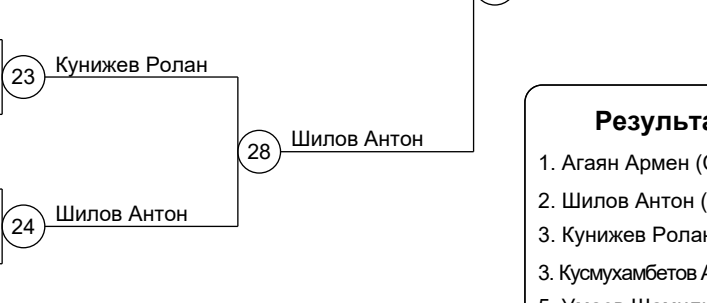 23 Кунижев Ролан
28 Шилов Антон
24 Шилов Антон
1. Агаян Армен (
2. Шилов Антон (
3. Кунижев Ролан
3. Кусмухамбетов